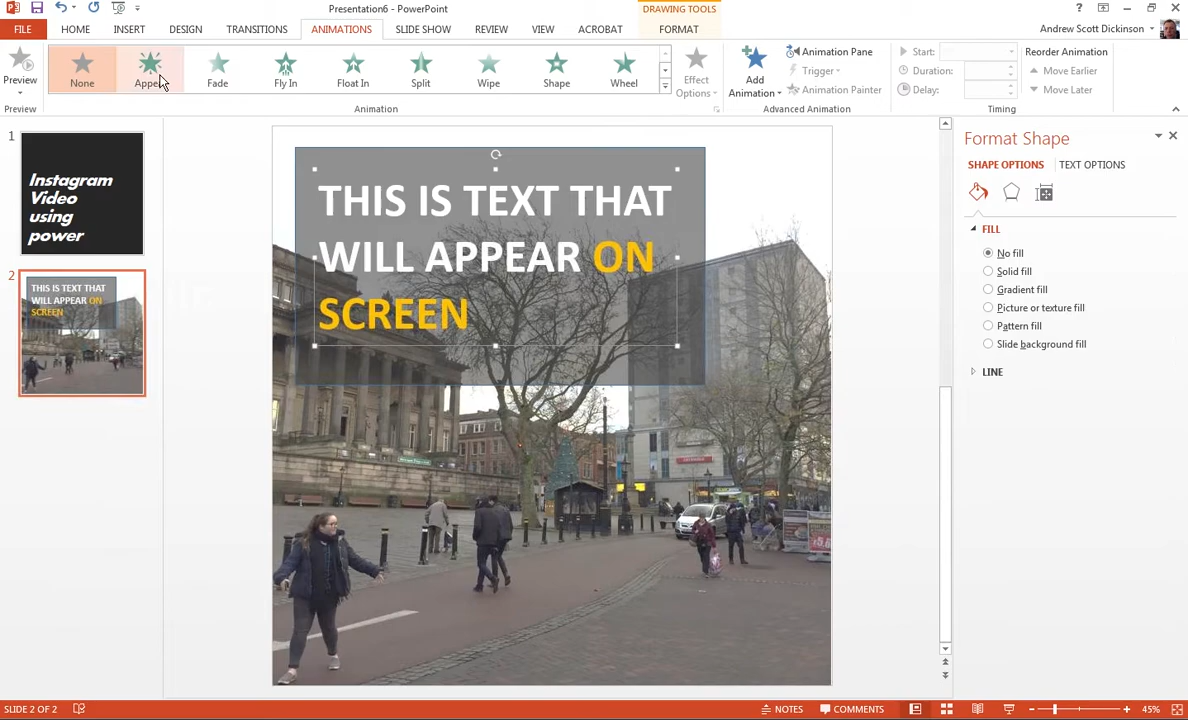 Presentation6 - PowerPoint
DRAWING TOOLS
?
FILE
HOME
INSERT
DESIGN
TRANSITIONS
ANIMATIONS
SLIDE SHOW
REVIEW
VIEW
ACROBAT
FORMAT
Andrew Scott Dickinson
Preview
None
Fade
Fly In
Float In
Split
Wipe
Shape
Wheel
Effect
Options
Add
Animation
Animation Pane
Trigger
Animation Painter
Start:
Duration:
Delay:
Reorder Animation
Move Earlier
Move Later
Preview
Animation
Advanced Animation
Timing
1
Instagram
Video
using
power
2
THIS IS TEXT THAT
WILL APPEAR ON
SCREEN
THIS IS TEXT THAT
WILL APPEAR ON
SCREEN
Format Shape
SHAPE OPTIONS
TEXT OPTIONS
FILL
No fill
Solid fill
Gradient fill
Picture or texture fill
Pattern fill
Slide background fill
LINE
SLIDE 2 OF 2
NOTES
COMMENTS
45%